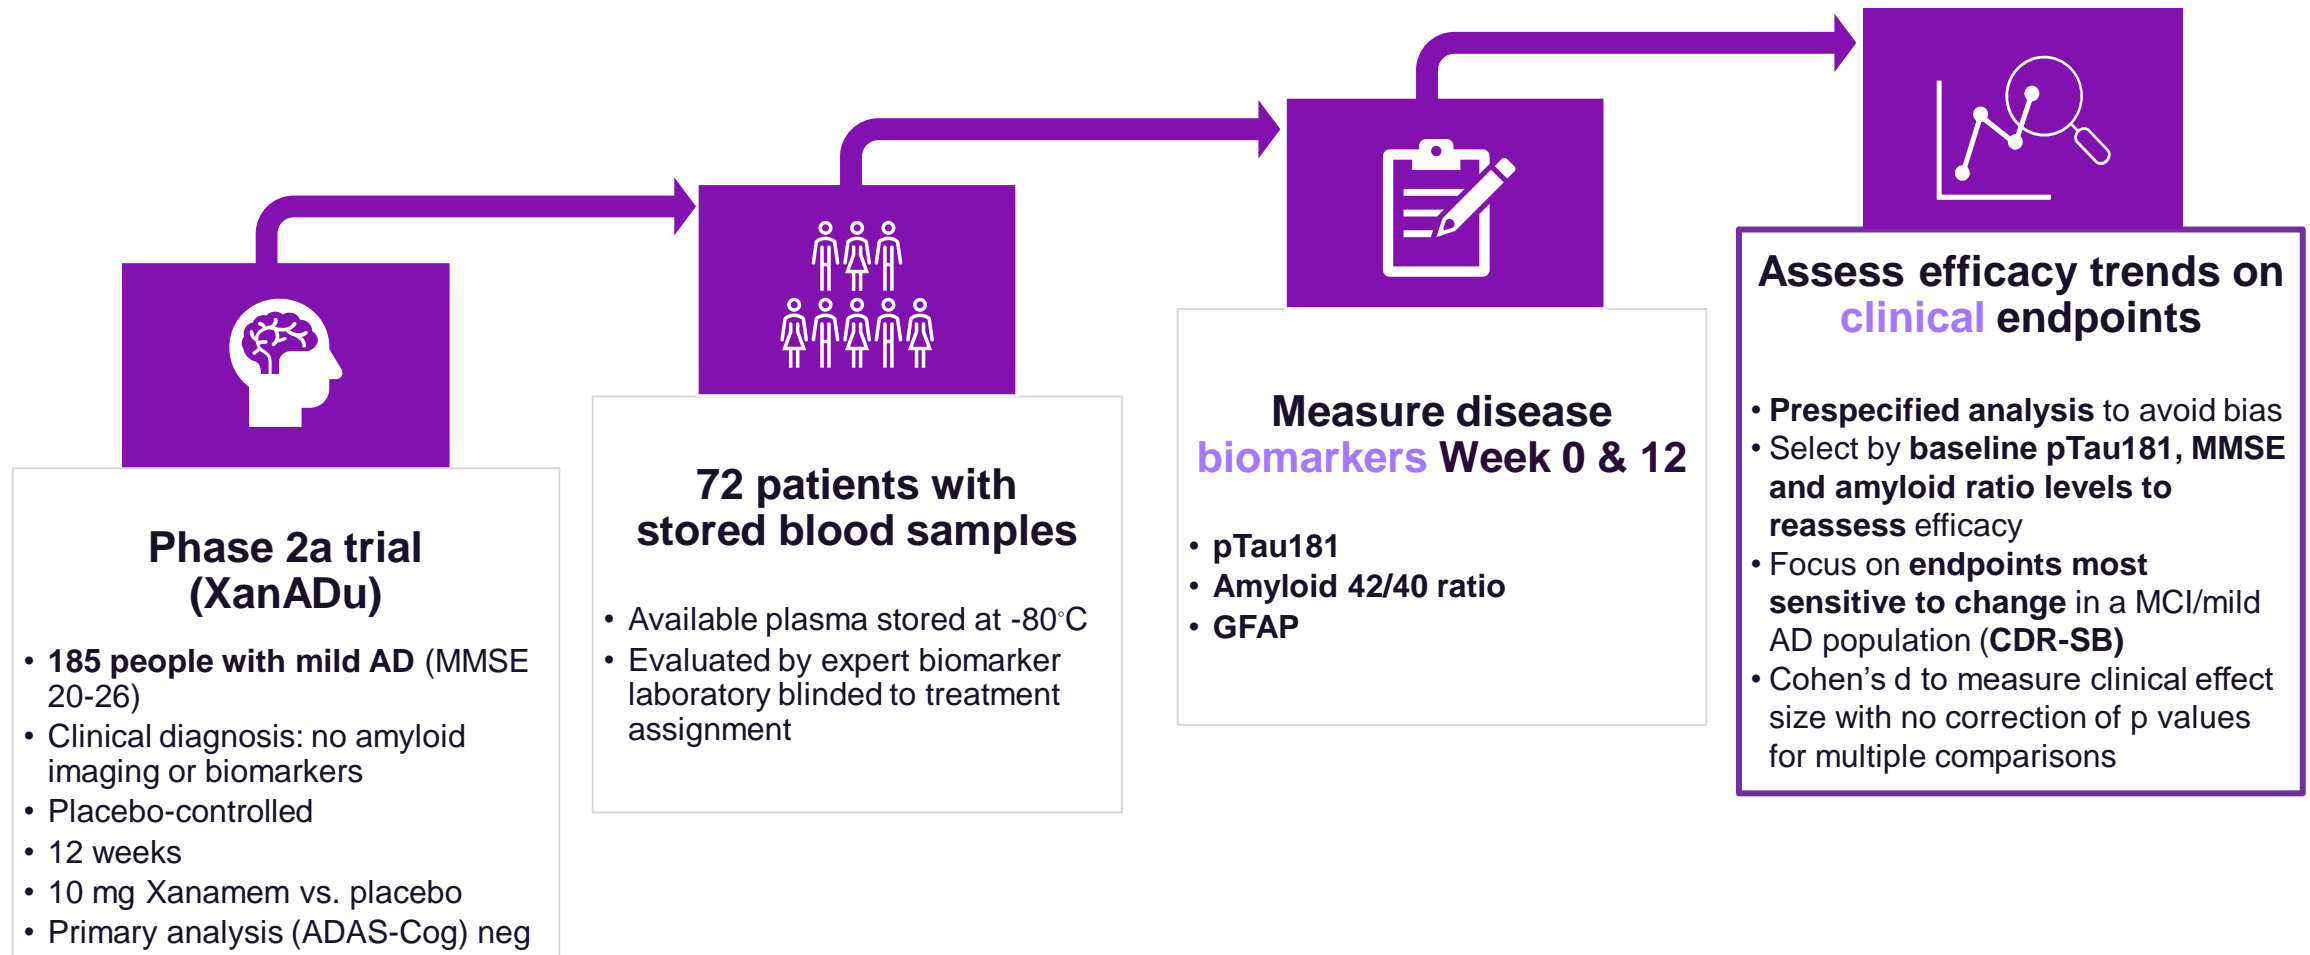 Phase 2a trial
(XanADu)
• 185 people with mild AD (MMSE
20-26)
• Clinical diagnosis: no amyloid
imaging or biomarkers
• Placebo-controlled
• 12 weeks
• 10 mg Xanamem vs. placebo
• Primary analysis (ADAS-Cog) neg
72 patients with
stored blood samples
• Available plasma stored at -80°C
• Evaluated by expert biomarker
laboratory blinded to treatment
assignment
Measure disease
biomarkers Week 0 & 12
• pTau181
• Amyloid 42/40 ratio
• GFAP
Assess efficacy trends on
clinical endpoints
• Prespecified analysis to avoid bias
• Select by baseline pTau181, MMSE
and amyloid ratio levels to
reassess efficacy
• Focus on endpoints most
sensitive to change in a MCI/mild
AD population (CDR-SB)
• Cohen’s d to measure clinical effect
size with no correction of p values
for multiple comparisons